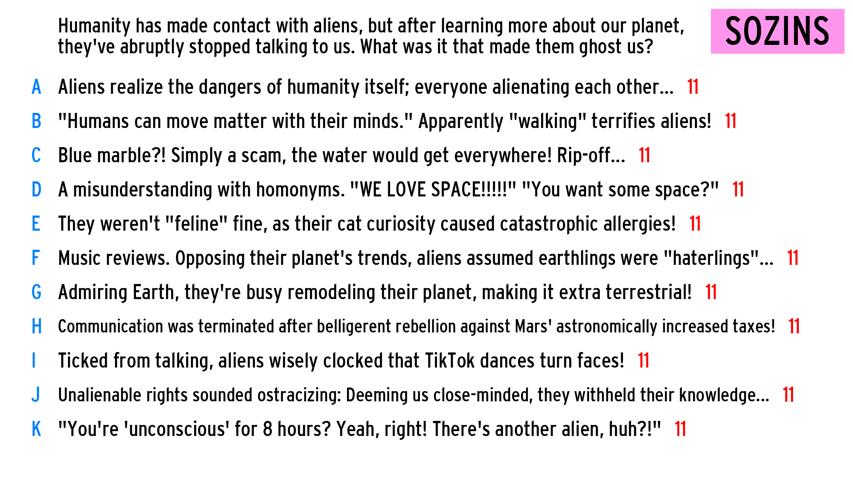 Humanity has made contact with aliens, but after learning more about our planet,
they've abruptly stopped talking to us. What was it that made them ghost us?
SOZINS
A Aliens realize the dangers of humanity itself; everyone alienating each other... 11
B "Humans can move matter with their minds." Apparently "walking" terrifies aliens! 11
C Blue marble?! Simply a scam, the water would get everywhere! Rip-off... 11
D A misunderstanding with homonyms. "WE LOVE SPACE!!!!!" "You want some space?" 11
E They weren't "feline" fine, as their cat curiosity caused catastrophic allergies! 11
F Music reviews. Opposing their planet's trends, aliens assumed earthlings were "haterlings"... 11
G Admiring Earth, they're busy remodeling their planet, making it extra terrestrial! 11
H Communication was terminated after belligerent rebellion against Mars' astronomically increased taxes! 11
I Ticked from talking, aliens wisely clocked that TikTok dances turn faces! 11
J Unalienable rights sounded ostracizing: Deeming us close-minded, they withheld their knowledge... 11
K "You're 'unconscious' for 8 hours? Yeah, right! There's another alien, huh?!" 11